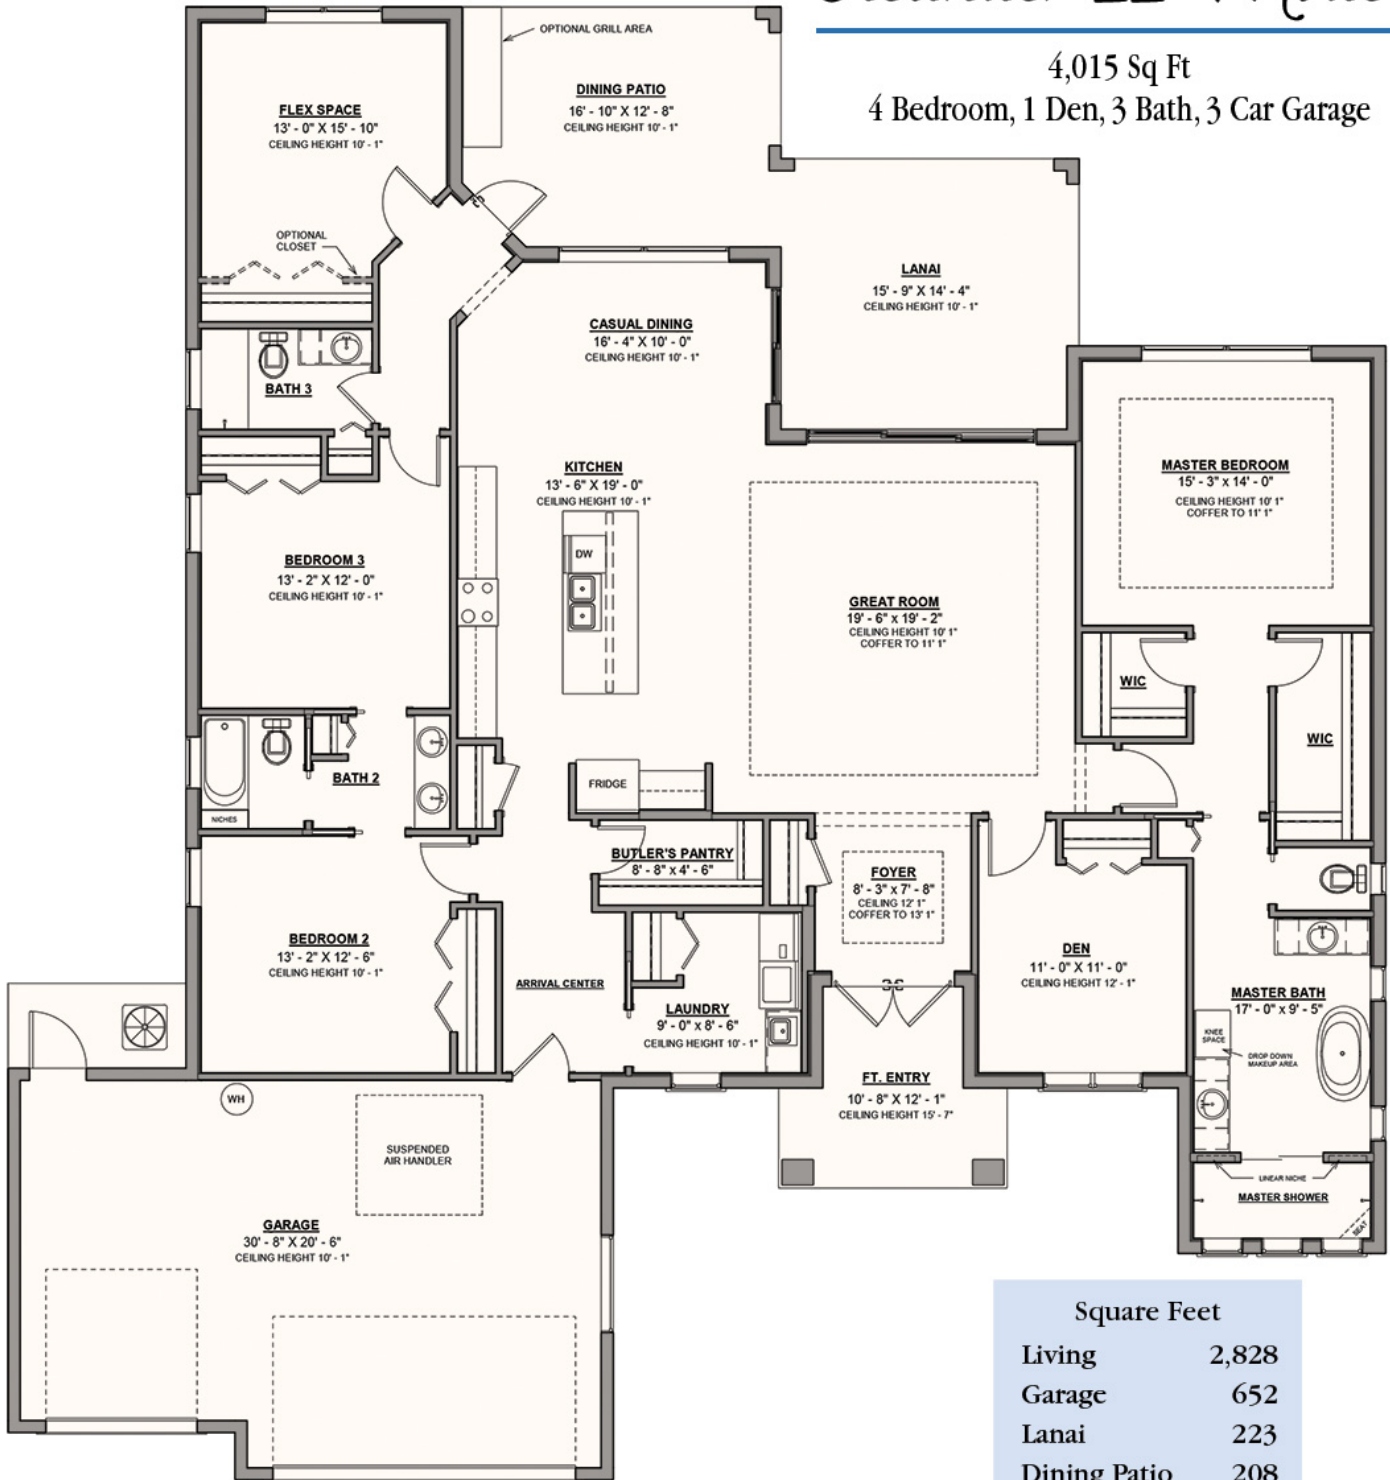 4,015 Sq Ft
4 Bedroom, 1 Den, 3 Bath, 3 Car Garage
OPTIONAL GRILL AREA
DINING PATIO
16' - 10" X 12' - 8"
CEILING HEIGHT 10' - 1"
FLEX SPACE
13' - 0" X 15' - 10"
CEILING HEIGHT 10' - 1"
OPTIONAL
CLOSET
LANAI
15' - 9" X 14' - 4"
CEILING HEIGHT 10' - 1"
CASUAL DINING
16' - 4" X 10' - 0"
CEILING HEIGHT 10' - 1"
BATH 3
KITCHEN
13' - 6" X 19' - 0"
CEILING HEIGHT 10' - 1"
DW
MASTER BEDROOM
15' - 3" x 14' - 0"
CEILING HEIGHT 10' 1"
COFFER TO 11' 1"
BEDROOM 3
13' - 2" X 12' - 0"
CEILING HEIGHT 10' - 1"
GREAT ROOM
19' - 6" x 19' - 2"
CEILING HEIGHT 10' 1"
COFFER TO 11' 1"
WIC
WIC
BATH 2
NICHES
FRIDGE
BUTLER'S PANTRY
8' - 8" x 4' - 6"
FOYER
8' - 3" x 7' - 8"
CEILING 12' 1"
COFFER TO 13' 1"
BEDROOM 2
13' - 2" X 12' - 6"
CEILING HEIGHT 10' - 1"
ARRIVAL CENTER
DEN
11' - 0" X 11' - 0"
CEILING HEIGHT 12' - 1"
LAUNDRY
9' - 0" x 8' - 6"
CEILING HEIGHT 10' - 1"
MASTER BATH
17' - 0" x 9' - 5"
KNEE
SPACE
DROP DOWN
MAKEUP AREA
FT. ENTRY
10' - 8" X 12' - 1"
CEILING HEIGHT 15' - 7"
WH
SUSPENDED
AIR HANDLER
LINEAR NICHE
MASTER SHOWER
SEAT
GARAGE
30' - 8" X 20' - 6"
CEILING HEIGHT 10' - 1"
Square Feet
Living 2,828
Garage 652
Lanai 223
Dining Patio 208